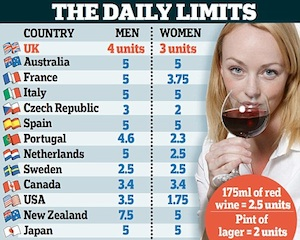 THE DAILY LIMITS
COUNTRY MEN WOMEN
UK 4 units 3 units
Australia 5 5
France 5 3.75
Italy 5 5
Czech Republic 3 2
Spain 5 5
Portugal 4.6 2.3
Netherlands 5 2.5
Sweden 2.5 2.5
Canada 3.4 3.4
USA 3.5 1.75
New Zealand 7.5 5
Japan 5 5
175ml of red
wine = 2.5 units
Pint of
lager = 2 units